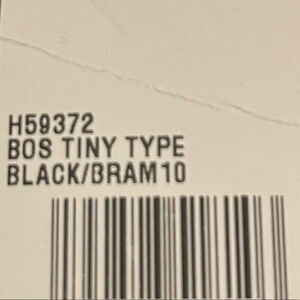 H59372
BOS TINY TYPE
BLACK/BRAM10